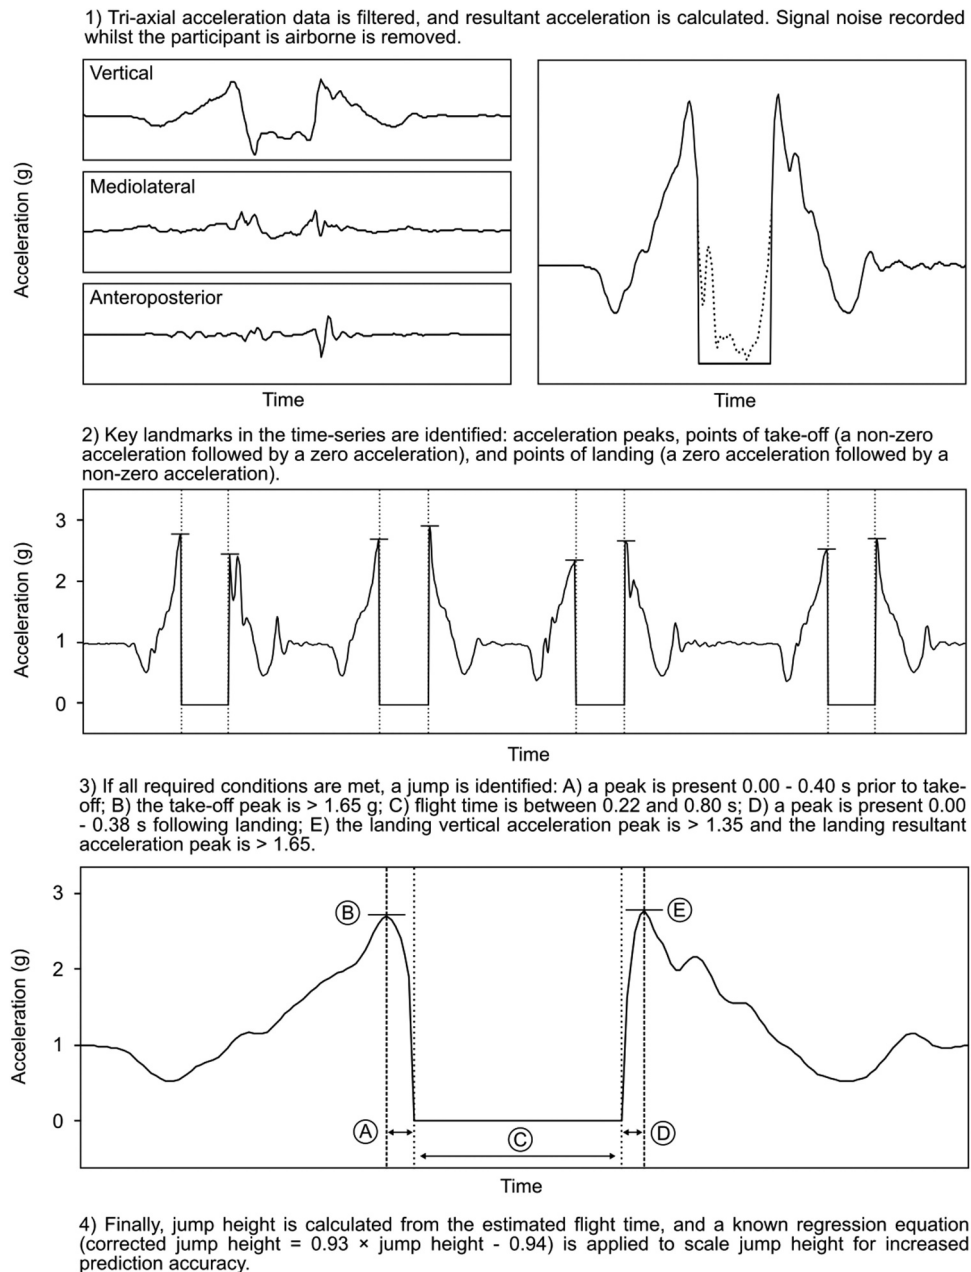 1) Tri-axial acceleration data is filtered, and resultant acceleration is calculated. Signal noise recorded
whilst the participant is airborne is removed.
Vertical
Mediolateral
Anteroposterior
Acceleration (g)
Time
Time
2) Key landmarks in the time-series are identified: acceleration peaks, points of take-off (a non-zero
acceleration followed by a zero acceleration), and points of landing (a zero acceleration followed by a
non-zero acceleration).
3
2
1
0
Acceleration (g)
Time
3) If all required conditions are met, a jump is identified: A) a peak is present 0.00 - 0.40 s prior to take-
off; B) the take-off peak is > 1.65 g; C) flight time is between 0.22 and 0.80 s; D) a peak is present 0.00
- 0.38 s following landing; E) the landing vertical acceleration peak is > 1.35 and the landing resultant
acceleration peak is > 1.65.
3
2
1
0
Acceleration (g)
B
E
A
C
D
Time
4) Finally, jump height is calculated from the estimated flight time, and a known regression equation
(corrected jump height = 0.93 × jump height - 0.94) is applied to scale jump height for increased
prediction accuracy.